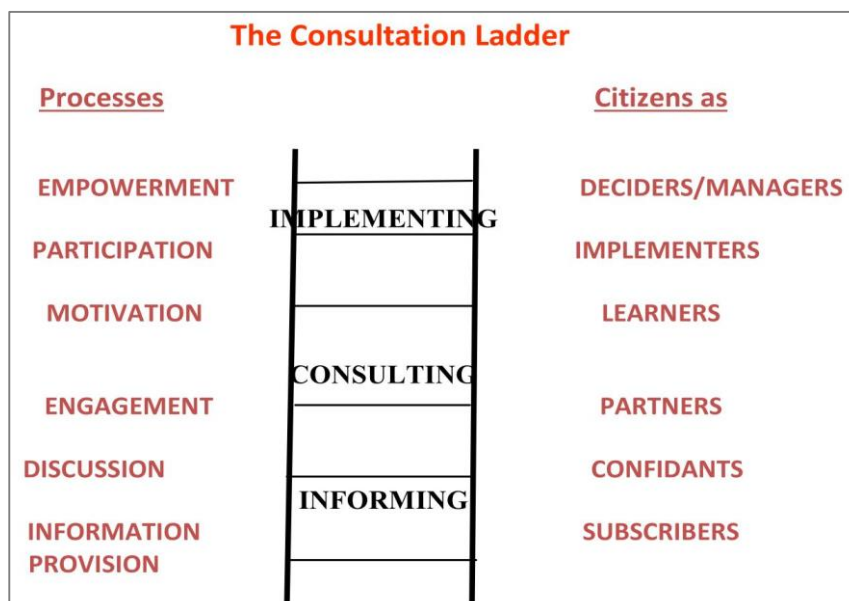 The Consultation Ladder
Processes
Citizens as
EMPOWERMENT
DECIDERS/MANAGERS
IMPLEMENTING
PARTICIPATION
IMPLEMENTERS
MOTIVATION
LEARNERS
CONSULTING
ENGAGEMENT
PARTNERS
DISCUSSION
CONFIDANTS
INFORMING
INFORMATION
PROVISION
SUBSCRIBERS